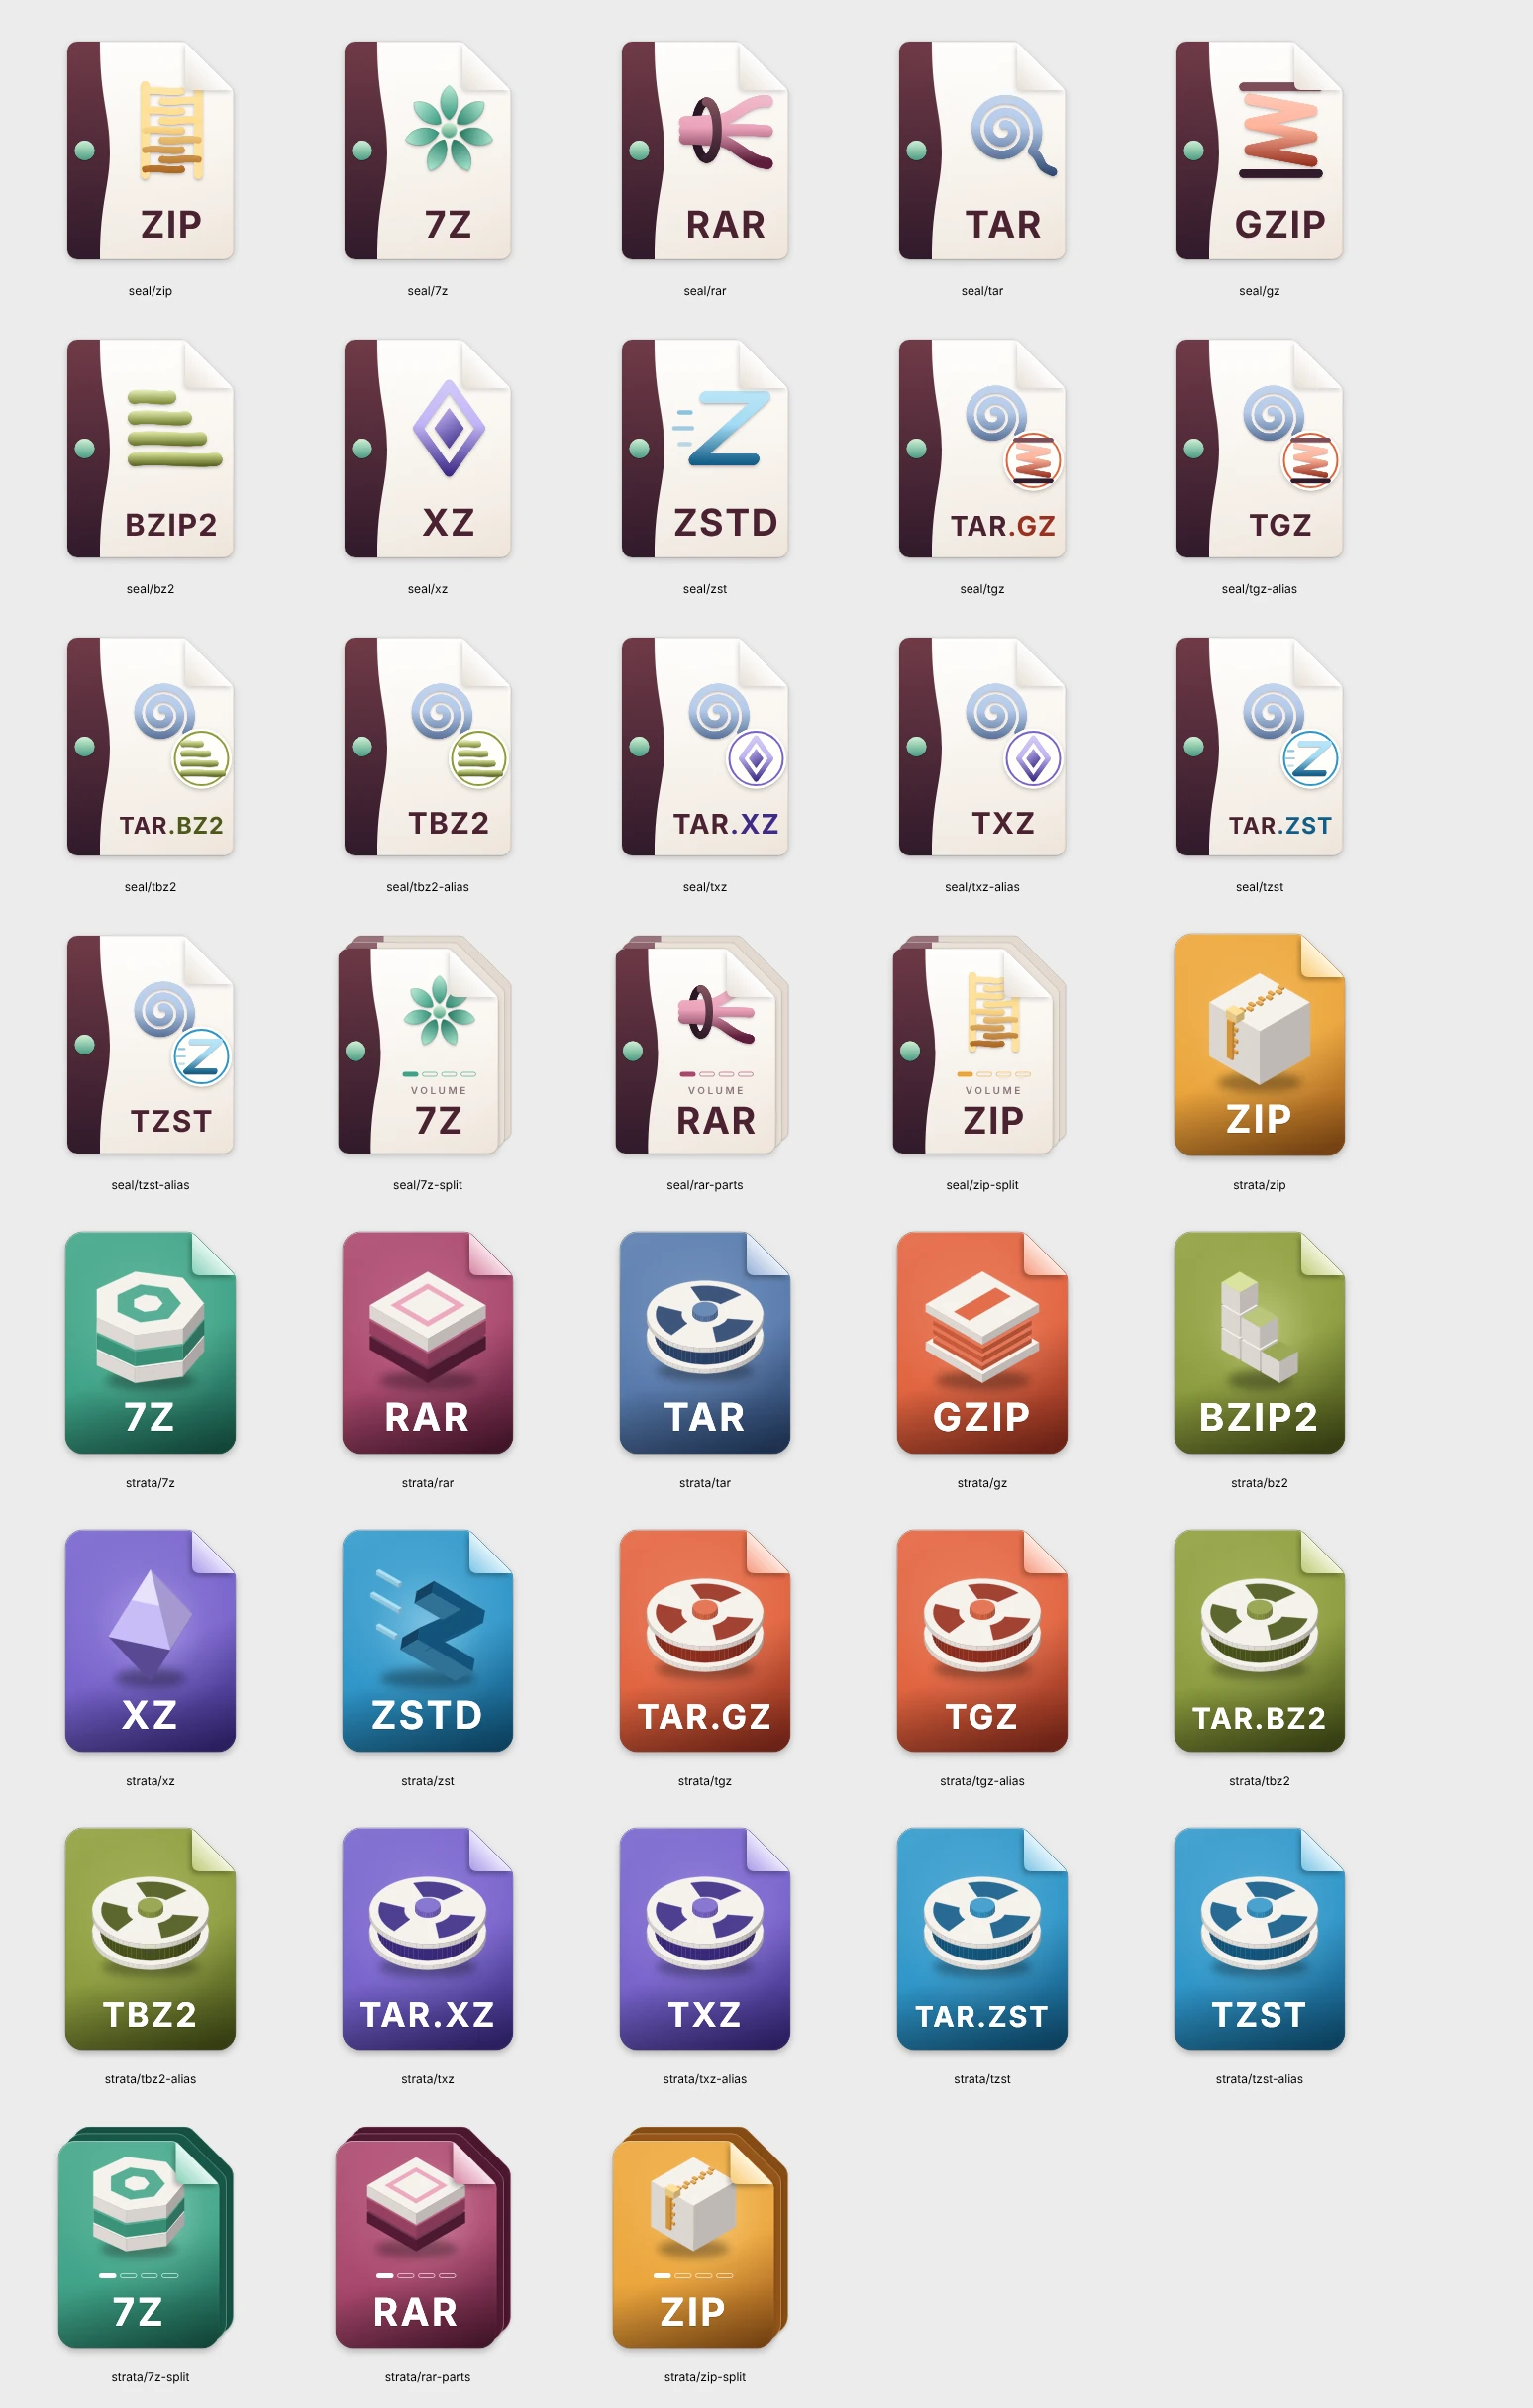 ZIP
7Z
RAR
TAR
GZIP
seal/zip
seal/7z
seal/rar
seal/tar
seal/gz
BZIP2
XZ
ZSTD
TAR.GZ
TGZ
seal/bz2
seal/xz
seal/zst
seal/tgz
seal/tgz-alias
TAR.BZ2
TBZ2
TAR.XZ
TXZ
TAR.ZST
seal/tbz2
seal/tbz2-alias
seal/txz
seal/txz-alias
seal/tzst
TZST
VOLUME
7Z
VOLUME
RAR
VOLUME
ZIP
ZIP
seal/tzst-alias
seal/7z-split
seal/rar-parts
seal/zip-split
strata/zip
7Z
RAR
TAR
GZIP
BZIP2
strata/7z
strata/rar
strata/tar
strata/gz
strata/bz2
XZ
ZSTD
TAR.GZ
TGZ
TAR.BZ2
strata/xz
strata/zst
strata/tgz
strata/tgz-alias
strata/tbz2
TBZ2
TAR.XZ
TXZ
TAR.ZST
TZST
strata/tbz2-alias
strata/txz
strata/txz-alias
strata/tzst
strata/tzst-alias
7Z
RAR
ZIP
strata/7z-split
strata/rar-parts
strata/zip-split